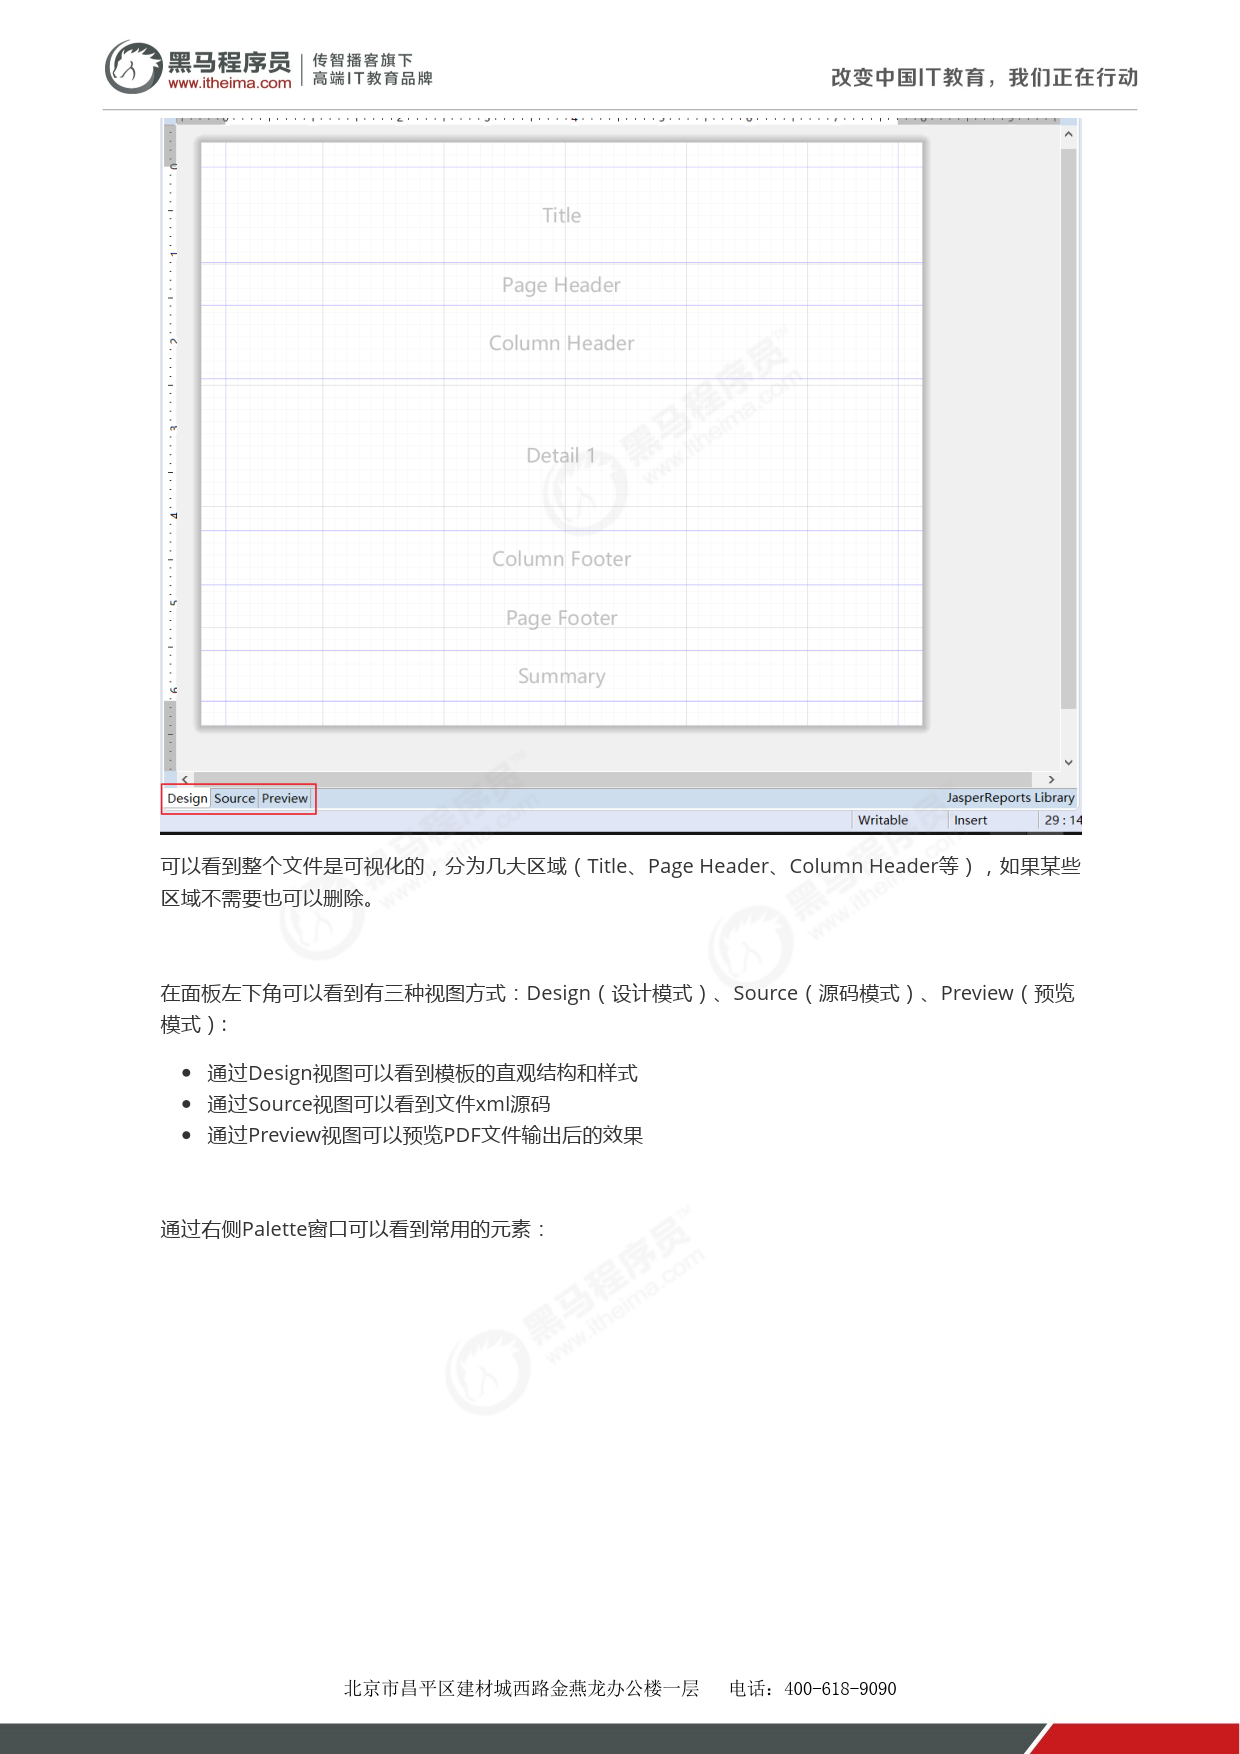 黑马程序员 传智播客旗下
www.itheima.com 高端IT教育品牌
改变中国IT教育，我们正在行动
Title
Page Header
Column Header
Detail 1
Column Footer
Page Footer
Summary
Design Source Preview
JasperReports Library
Writable Insert 29 : 14
可以看到整个文件是可视化的，分为几大区域（Title、Page Header、Column Header等），如果某些
区域不需要也可以删除。
在面板左下角可以看到有三种视图方式：Design（设计模式）、Source（源码模式）、Preview（预览
模式）:
• 通过Design视图可以看到模板的直观结构和样式
• 通过Source视图可以看到文件xml源码
• 通过Preview视图可以预览PDF文件输出后的效果
通过右侧Palette窗口可以看到常用的元素：
黑马程序员™
www.itheima.com
北京市昌平区建材城西路金燕龙办公楼一层 电话：400-618-9090